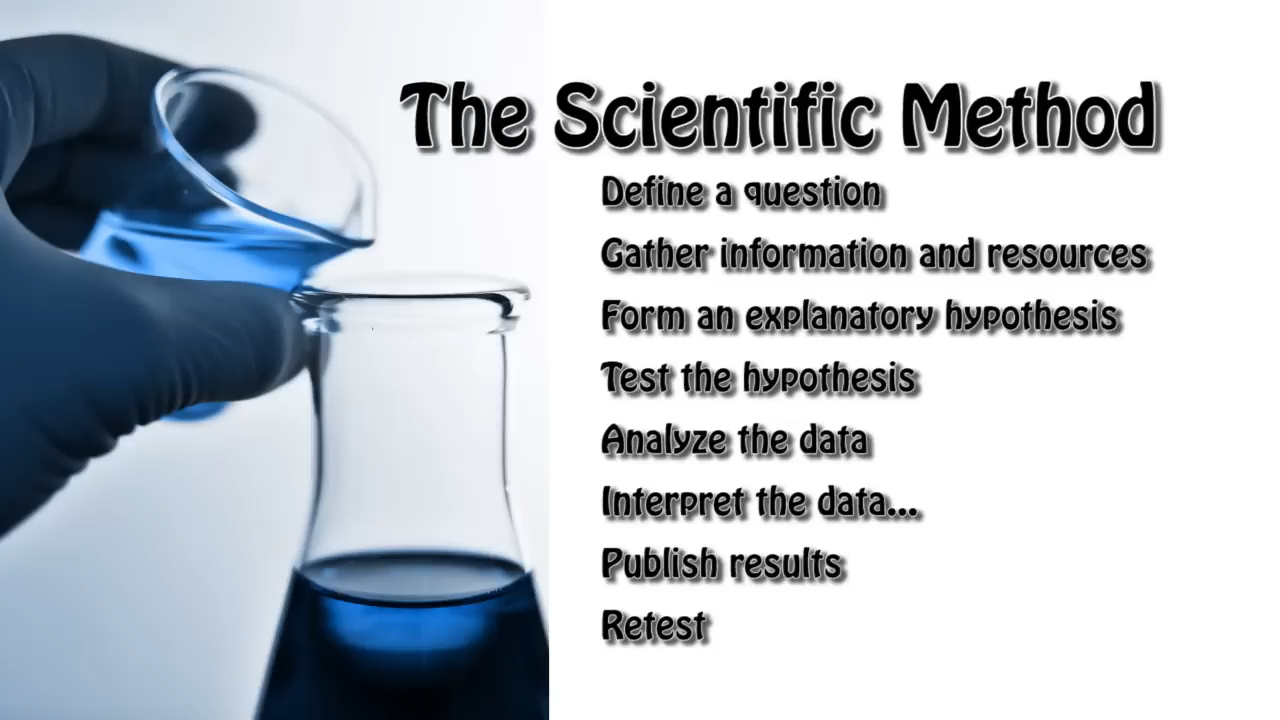 The Scientific Method
Define a question
Gather information and resources
Form an explanatory hypothesis
Test the hypothesis
Analyze the data
Interpret the data...
Publish results
Retest